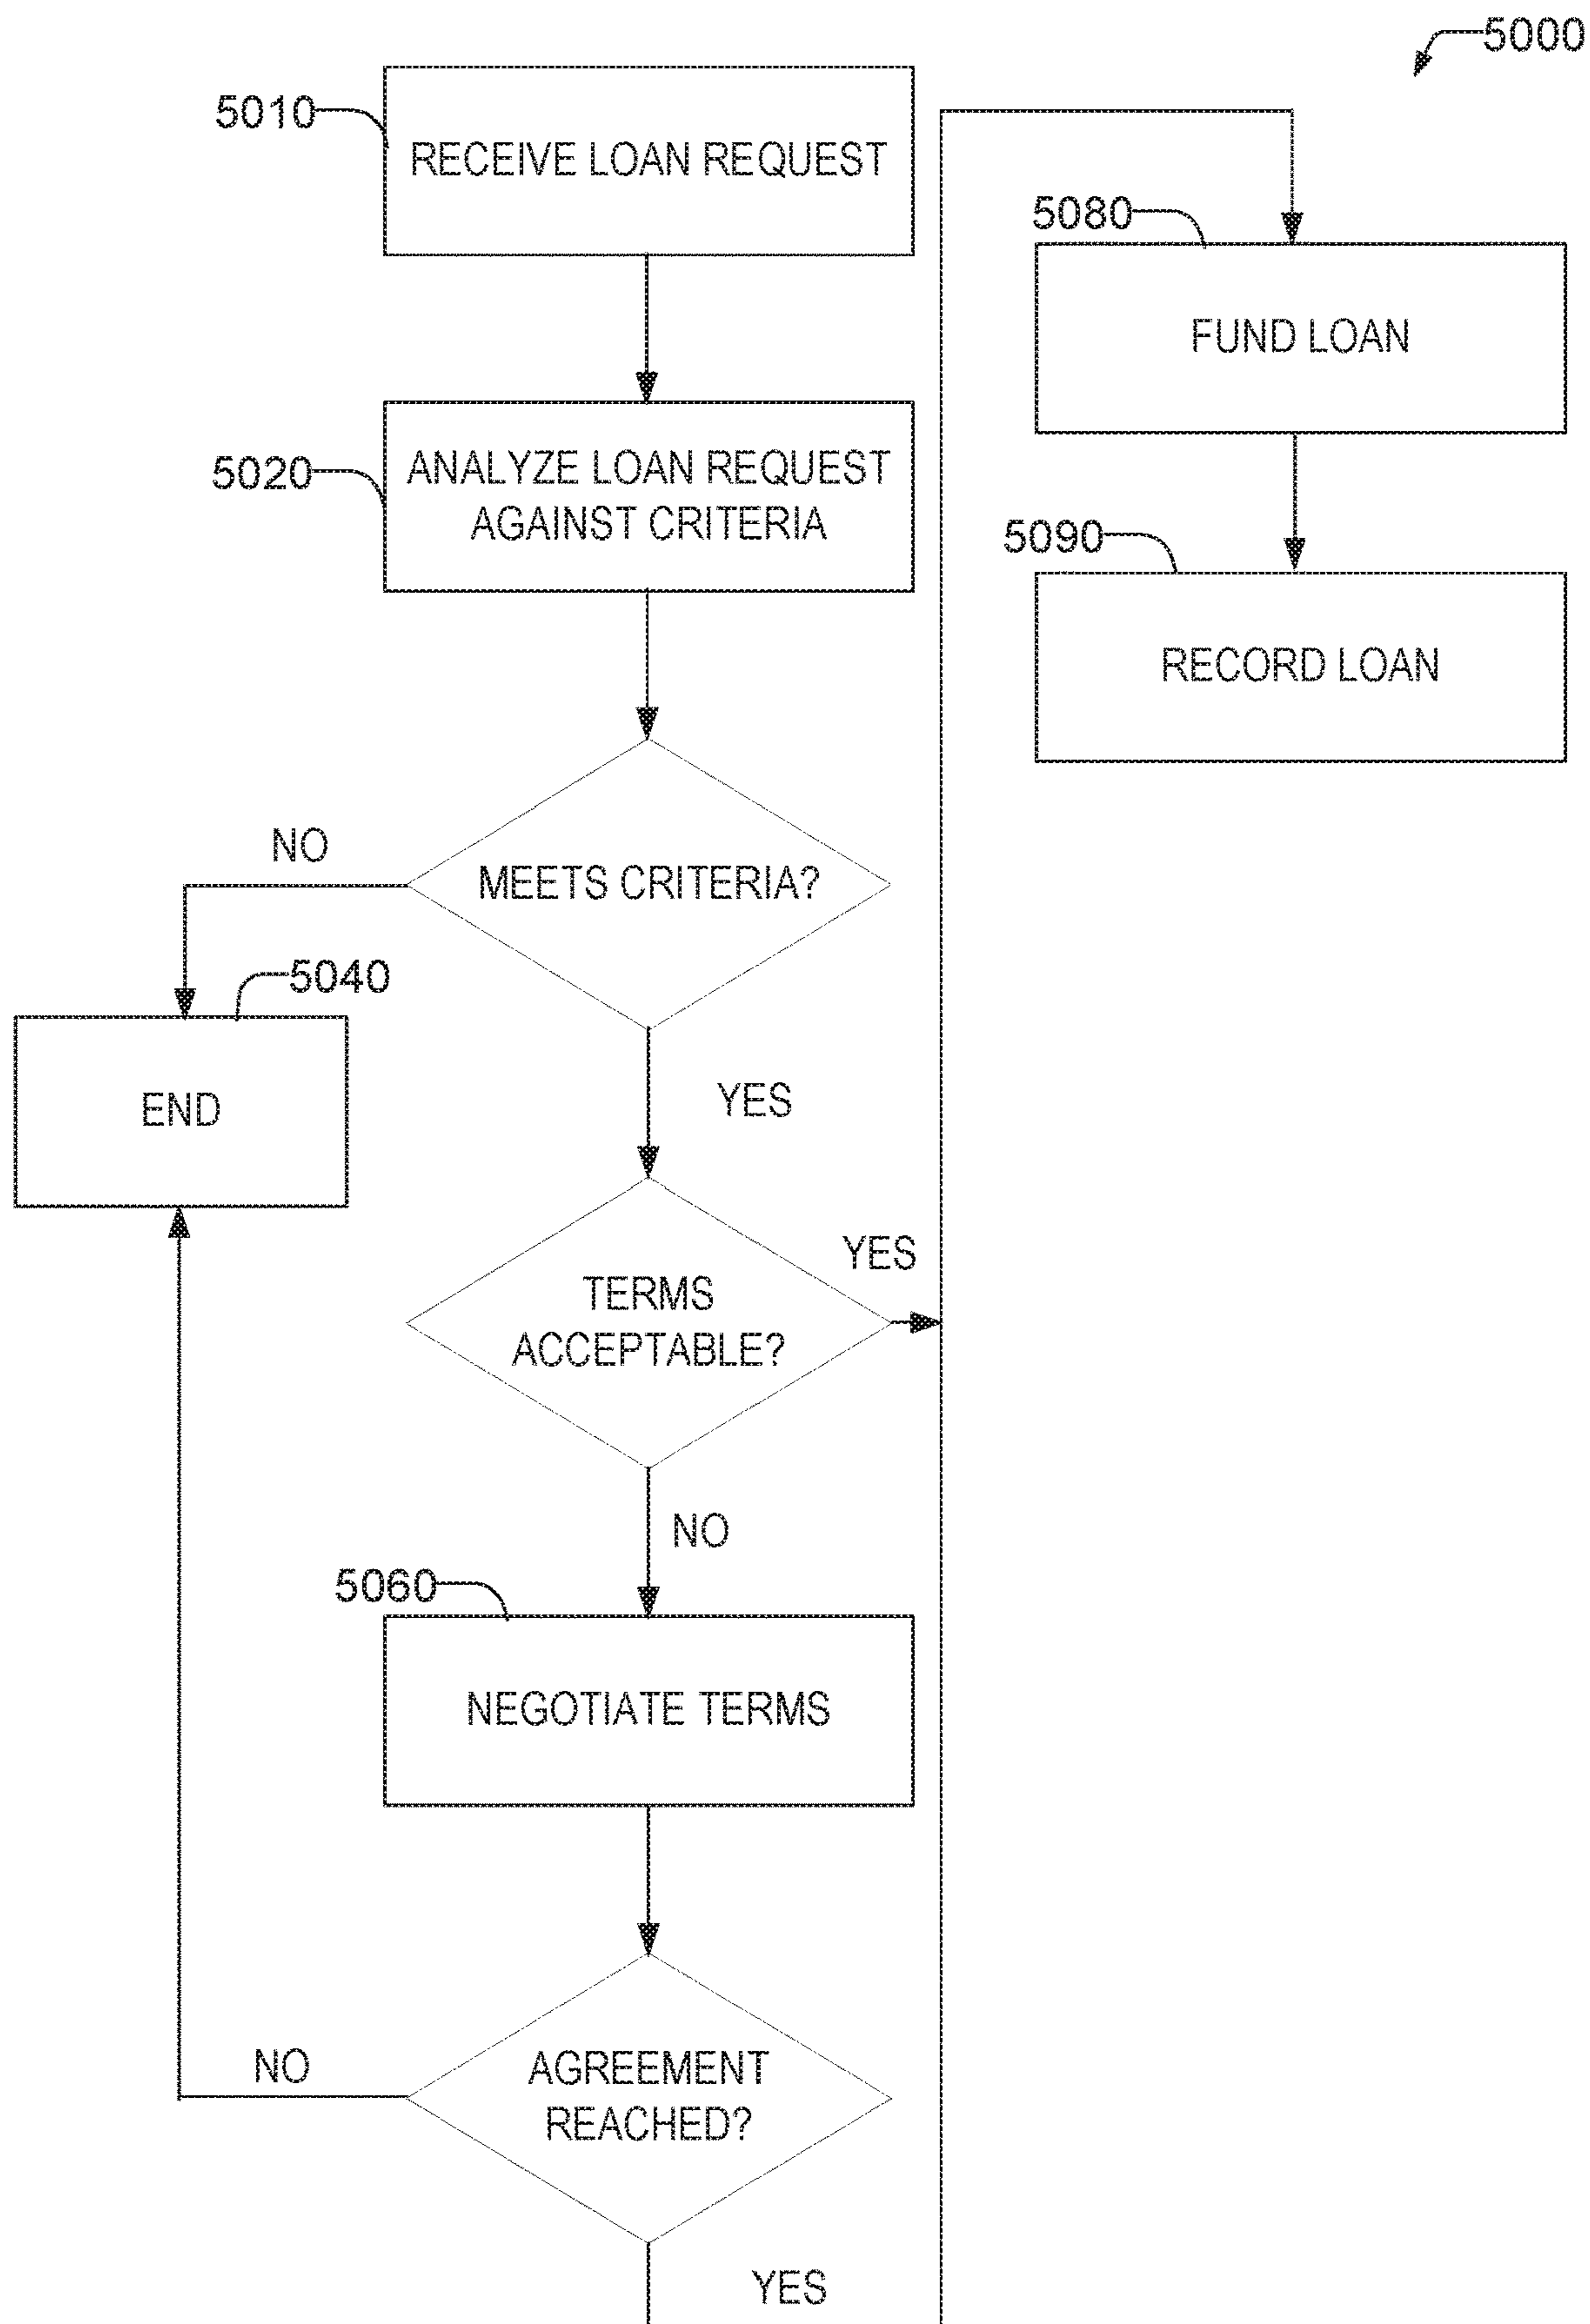 5000
5010
RECEIVE LOAN REQUEST
5020
ANALYZE LOAN REQUEST
AGAINST CRITERIA
MEETS CRITERIA?
NO
5040
END
YES
TERMS
ACCEPTABLE?
YES
NO
5060
NEGOTIATE TERMS
AGREEMENT
REACHED?
NO
YES
5080
FUND LOAN
5090
RECORD LOAN